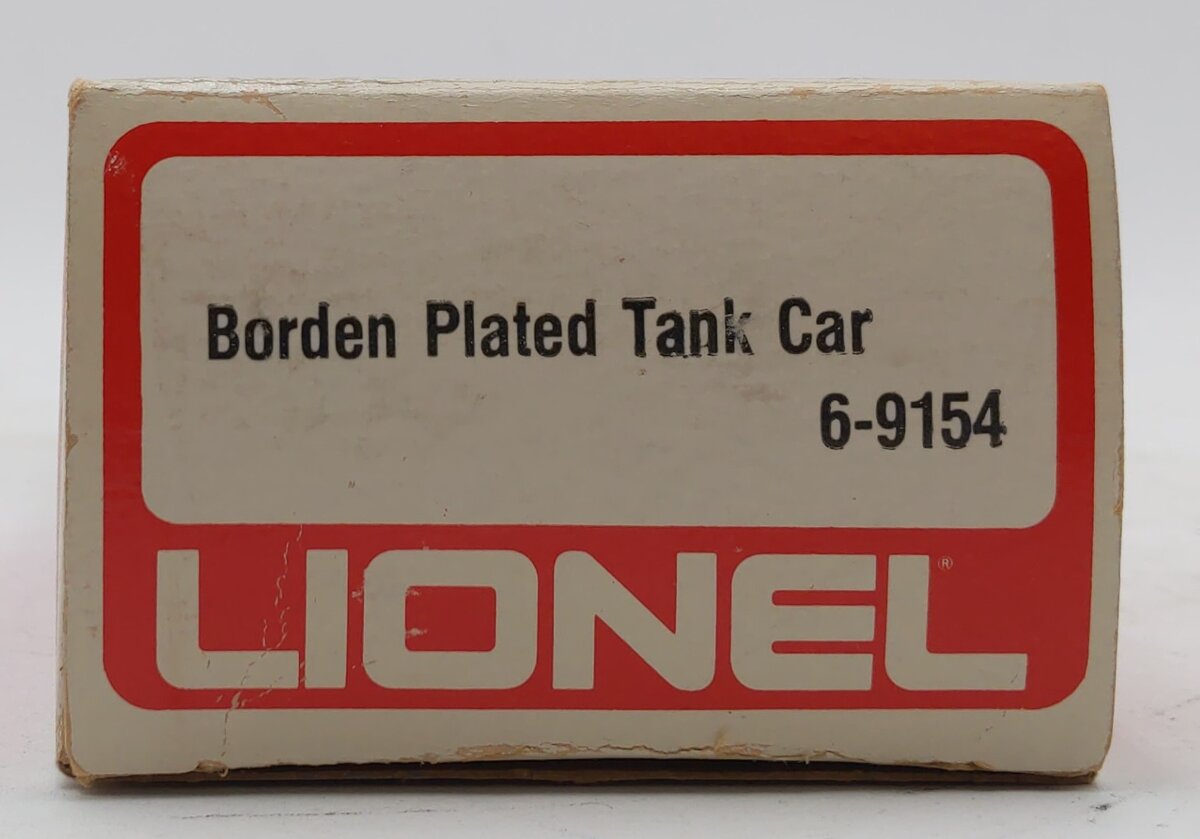 Borden Plated Tank Car
6-9154
LIONEL®